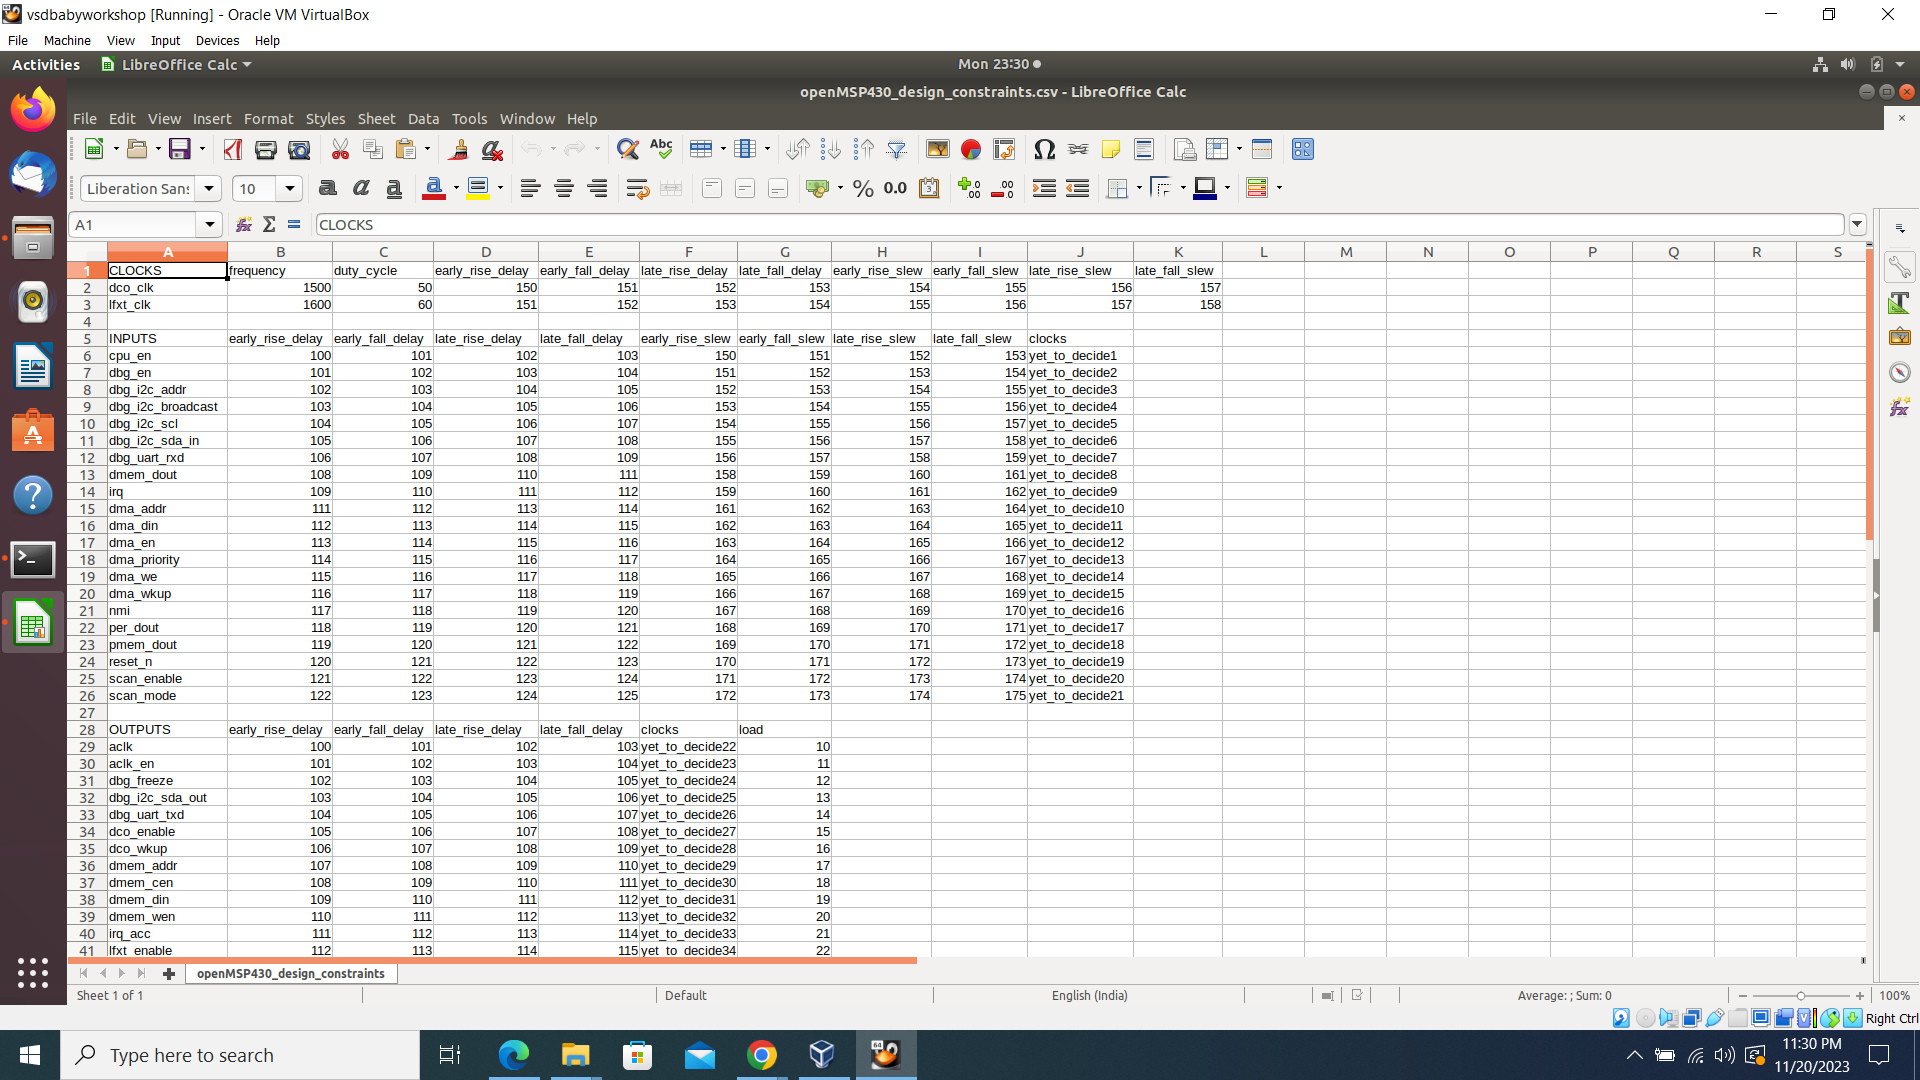 vsdbabyworkshop [Running] - Oracle VM VirtualBox
File Machine View Input Devices Help
Activities LibreOffice Calc Mon 23:30
openMSP430_design_constraints.csv - LibreOffice Calc
File Edit View Insert Format Styles Sheet Data Tools Window Help
Liberation Sans 10
A1 CLOCKS
A B C D E F G H I J K L M N O P Q R S
1 CLOCKS frequency duty_cycle early_rise_delay early_fall_delay late_rise_delay late_fall_delay early_rise_slew early_fall_slew late_rise_slew late_fall_slew
2 dco_clk 1500 50 150 151 152 153 154 155 156 157
3 lfxt_clk 1600 60 151 152 153 154 155 156 157 158
4
5 INPUTS early_rise_delay early_fall_delay late_rise_delay late_fall_delay early_rise_slew early_fall_slew late_rise_slew late_fall_slew clocks
6 cpu_en 100 101 102 103 150 151 152 153 yet_to_decide1
7 dbg_en 101 102 103 104 151 152 153 154 yet_to_decide2
8 dbg_i2c_addr 102 103 104 105 152 153 154 155 yet_to_decide3
9 dbg_i2c_broadcast 103 104 105 106 153 154 155 156 yet_to_decide4
10 dbg_i2c_scl 104 105 106 107 154 155 156 157 yet_to_decide5
11 dbg_i2c_sda_in 105 106 107 108 155 156 157 158 yet_to_decide6
12 dbg_uart_rxd 106 107 108 109 156 157 158 159 yet_to_decide7
13 dmem_dout 108 109 110 111 158 159 160 161 yet_to_decide8
14 irq 109 110 111 112 159 160 161 162 yet_to_decide9
15 dma_addr 111 112 113 114 161 162 163 164 yet_to_decide10
16 dma_din 112 113 114 115 162 163 164 165 yet_to_decide11
17 dma_en 113 114 115 116 163 164 165 166 yet_to_decide12
18 dma_priority 114 115 116 117 164 165 166 167 yet_to_decide13
19 dma_we 115 116 117 118 165 166 167 168 yet_to_decide14
20 dma_wkup 116 117 118 119 166 167 168 169 yet_to_decide15
21 nmi 117 118 119 120 167 168 169 170 yet_to_decide16
22 per_dout 118 119 120 121 168 169 170 171 yet_to_decide17
23 pmem_dout 119 120 121 122 169 170 171 172 yet_to_decide18
24 reset_n 120 121 122 123 170 171 172 173 yet_to_decide19
25 scan_enable 121 122 123 124 171 172 173 174 yet_to_decide20
26 scan_mode 122 123 124 125 172 173 174 175 yet_to_decide21
27
28 OUTPUTS early_rise_delay early_fall_delay late_rise_delay late_fall_delay clocks load
29 aclk 100 101 102 103 yet_to_decide22 10
30 aclk_en 101 102 103 104 yet_to_decide23 11
31 dbg_freeze 102 103 104 105 yet_to_decide24 12
32 dbg_i2c_sda_out 103 104 105 106 yet_to_decide25 13
33 dbg_uart_txd 104 105 106 107 yet_to_decide26 14
34 dco_enable 105 106 107 108 yet_to_decide27 15
35 dco_wkup 106 107 108 109 yet_to_decide28 16
36 dmem_addr 107 108 109 110 yet_to_decide29 17
37 dmem_cen 108 109 110 111 yet_to_decide30 18
38 dmem_din 109 110 111 112 yet_to_decide31 19
39 dmem_wen 110 111 112 113 yet_to_decide32 20
40 irq_acc 111 112 113 114 yet_to_decide33 21
41 lfxt_enable 112 113 114 115 yet_to_decide34 22
openMSP430_design_constraints
Sheet 1 of 1 Default English (India) Average: ; Sum: 0 100%
Right Ctrl
Type here to search
11:30 PM
11/20/2023